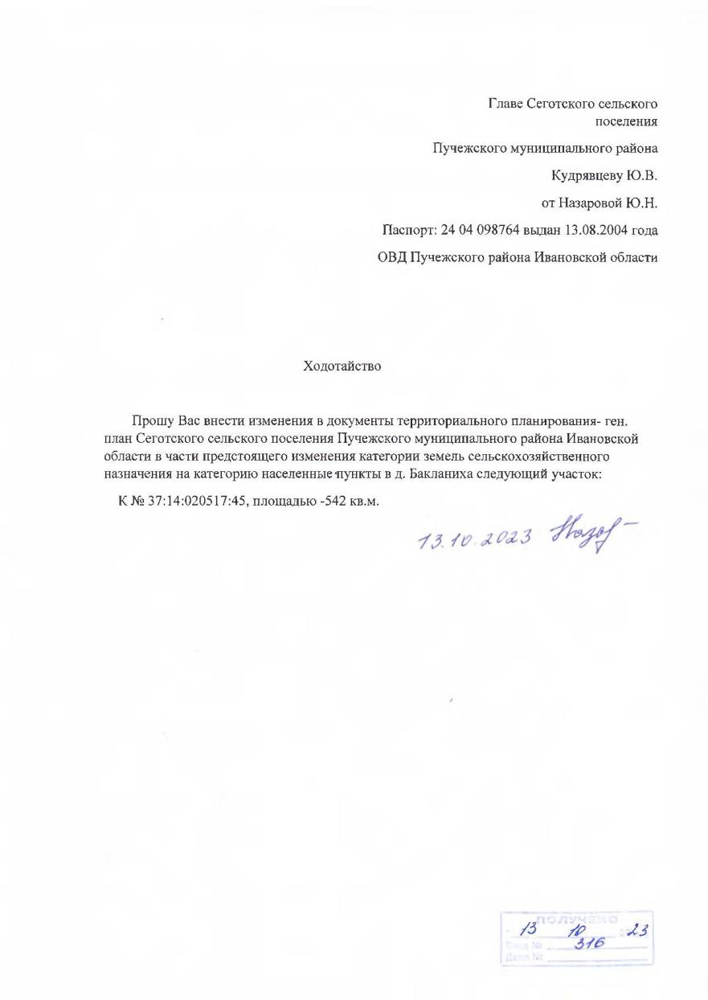 Главе Сеготского сельского
поселения
Пучежского муниципального района
Кудрявцеву Ю.В.
от Назаровой Ю.Н.
Паспорт: 24 04 098764 выдан 13.08.2004 года
ОВД Пучежского района Ивановской области
Ходотайство
Прошу Вас внести изменения в документы территориального планирования- ген.
план Сеготского сельского поселения Пучежского муниципального района Ивановской
области в части предстоящего изменения категории земель сельскохозяйственного
назначения на категорию населенные пункты в д. Бакланиха следующий участок:
К № 37:14:020517:45, площадью -542 кв.м.
13.10.2023
ПОЛУЧЕНО
13 10 23
Вход № 316
Дело №